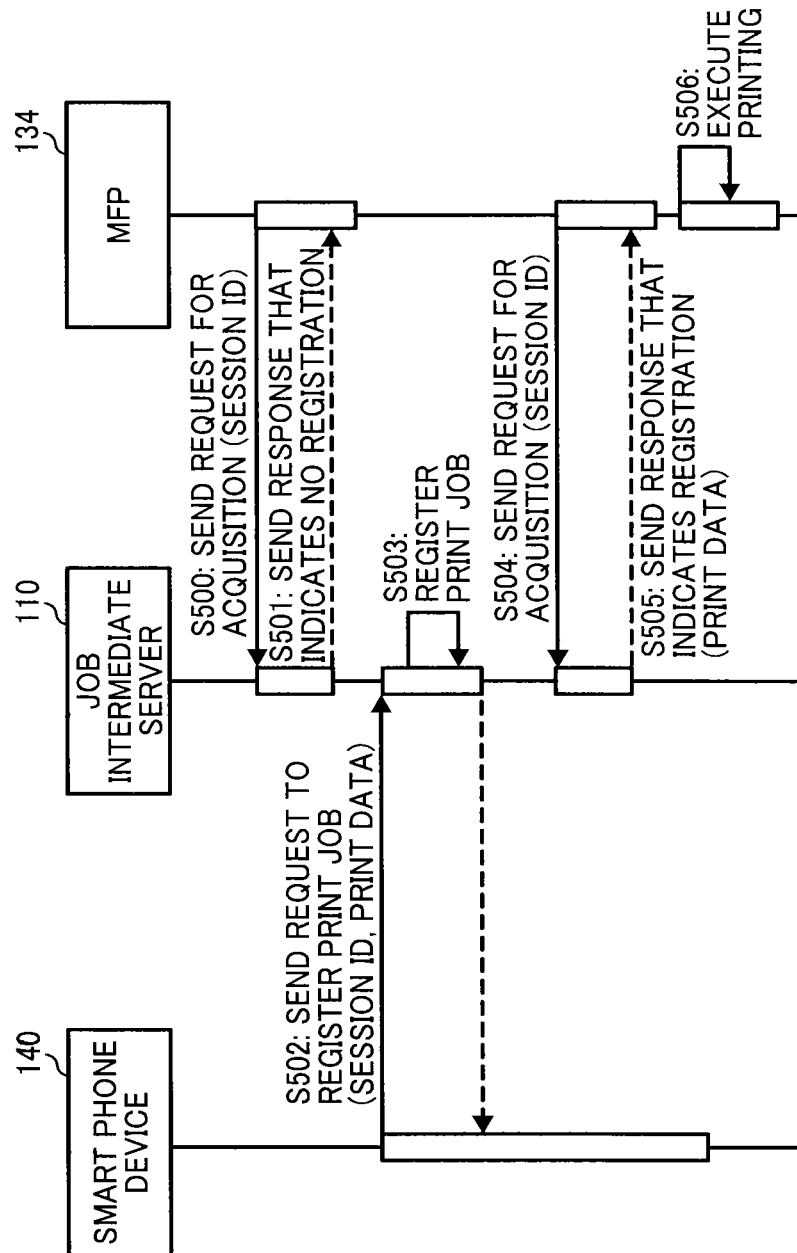 140
SMART PHONE
DEVICE
110
JOB
INTERMEDIATE
SERVER
134
MFP
S500: SEND REQUEST FOR
ACQUISITION (SESSION ID)
S501: SEND RESPONSE THAT
INDICATES NO REGISTRATION
S502: SEND REQUEST TO
REGISTER PRINT JOB
(SESSION ID, PRINT DATA)
S503:
REGISTER
PRINT JOB
S504: SEND REQUEST FOR
ACQUISITION (SESSION ID)
S505: SEND RESPONSE THAT
INDICATES REGISTRATION
(PRINT DATA)
S506:
EXECUTE
PRINTING